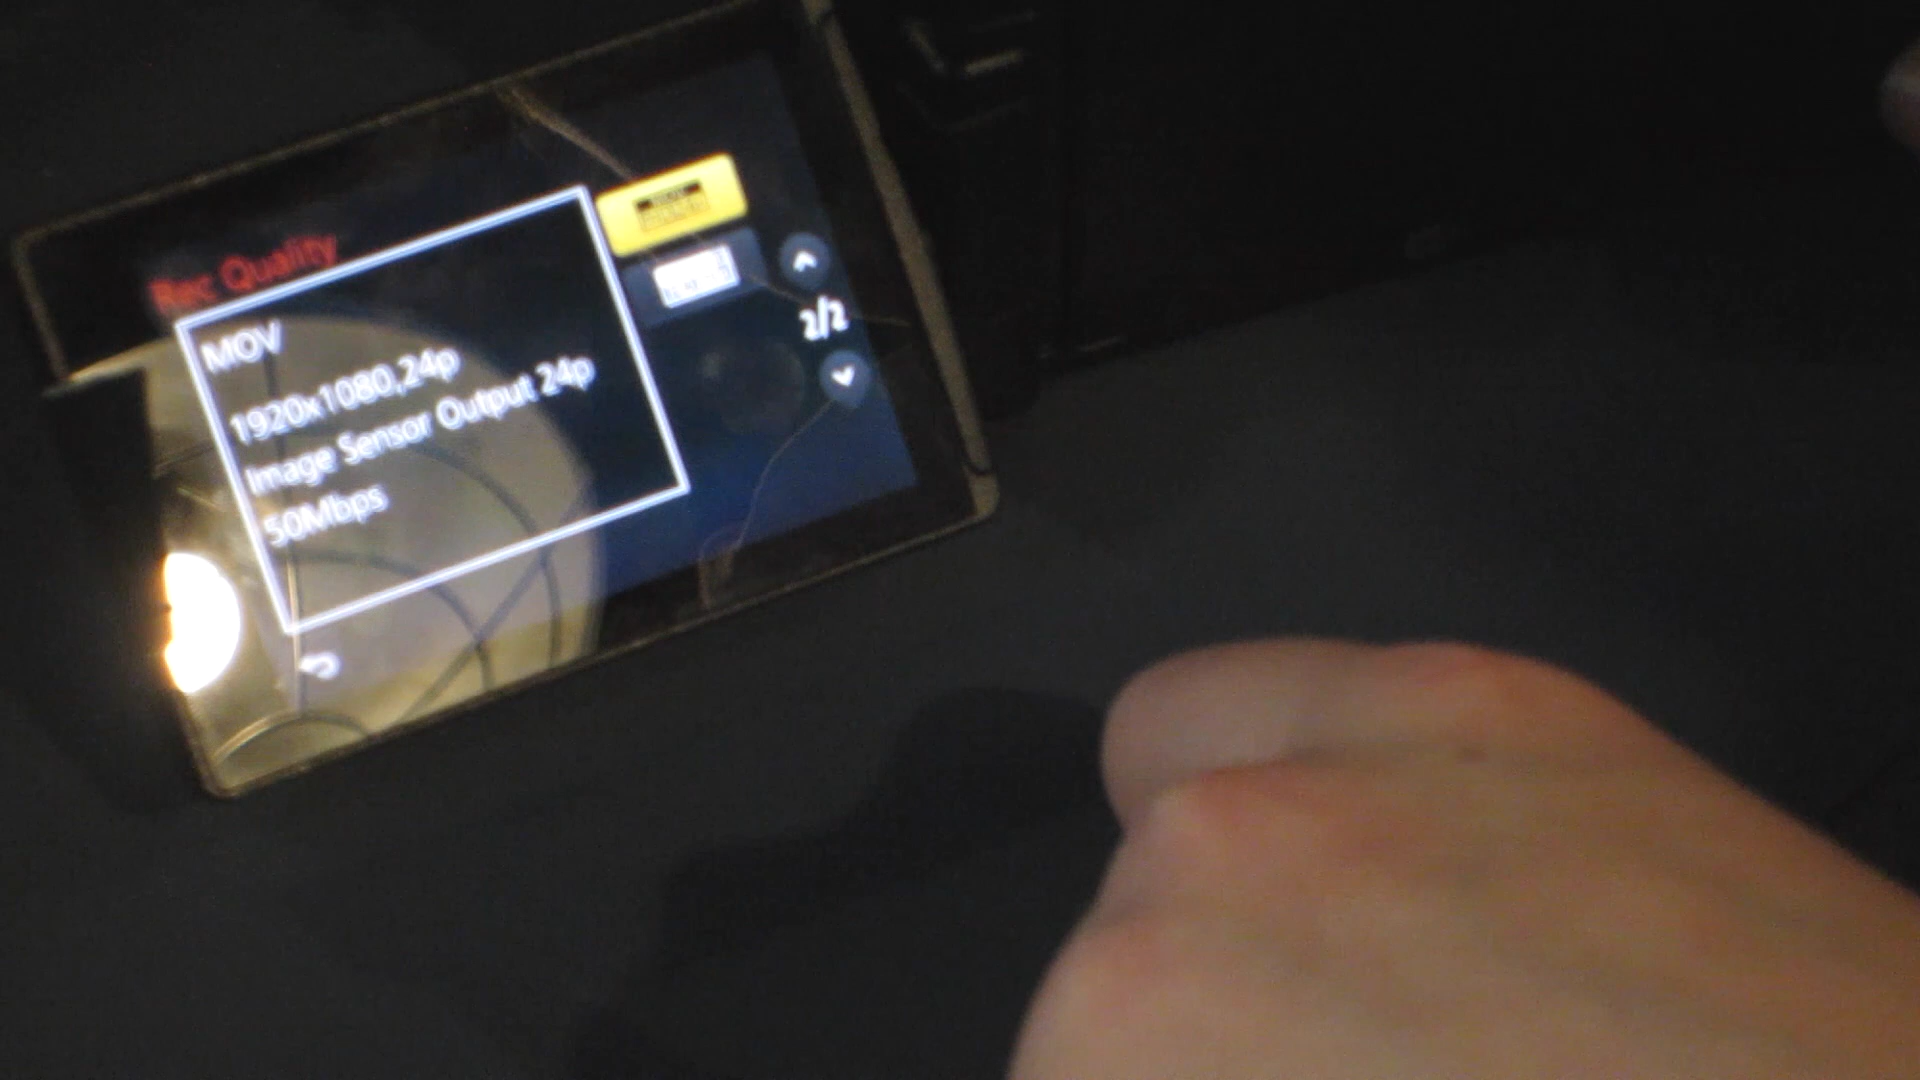 Rec Quality
MOV
1920x1080,24p
Image Sensor Output 24p
50Mbps
2/2